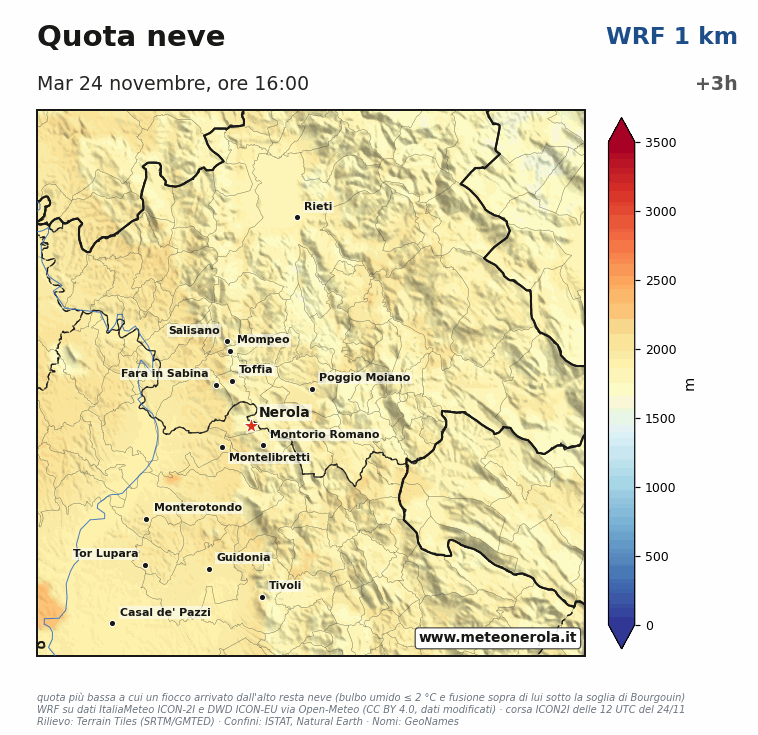 Quota neve
WRF 1 km
Mar 24 novembre, ore 16:00
+3h
Rieti
Salisano
Mompeo
Fara in Sabina
Toffia
Poggio Moiano
Nerola
Montorio Romano
Montelibretti
Monterotondo
Tor Lupara
Guidonia
Tivoli
Casal de' Pazzi
www.meteonerola.it
3500
3000
2500
2000
1500
1000
500
0
m
quota più bassa a cui un fiocco arrivato dall'alto resta neve (bulbo umido ≤ 2 °C e fusione sopra di lui sotto la soglia di Bourgouin)
WRF su dati ItaliaMeteo ICON-2I e DWD ICON-EU via Open-Meteo (CC BY 4.0, dati modificati) · corsa ICON2I delle 12 UTC del 24/11
Rilievo: Terrain Tiles (SRTM/GMTED) · Confini: ISTAT, Natural Earth · Nomi: GeoNames